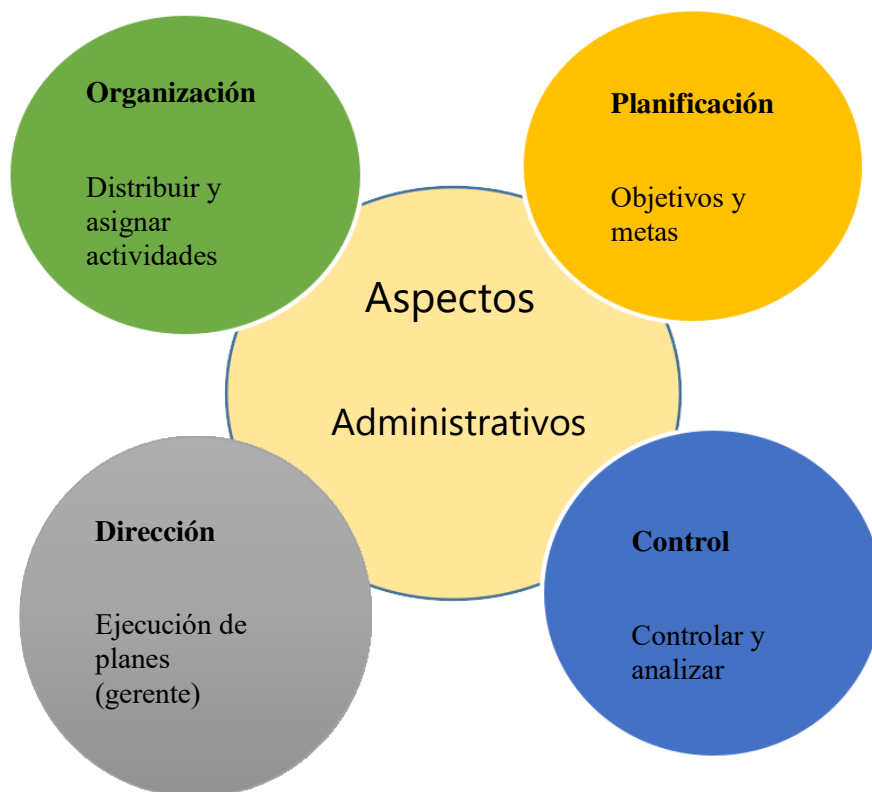 Organización
Distribuir y
asignar
actividades
Planificación
Objetivos y
metas
Aspectos
Administrativos
Dirección
Ejecución de
planes
(gerente)
Control
Controlar y
analizar